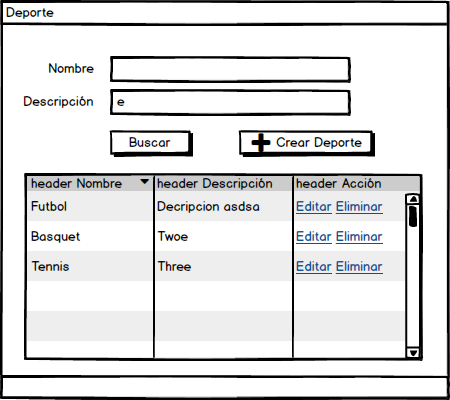 Deporte
Nombre
Descripción e
Buscar Crear Deporte
header Nombre header Descripción header Acción
Futbol Decripcion asdsa Editar Eliminar
Basquet Twoe Editar Eliminar
Tennis Three Editar Eliminar